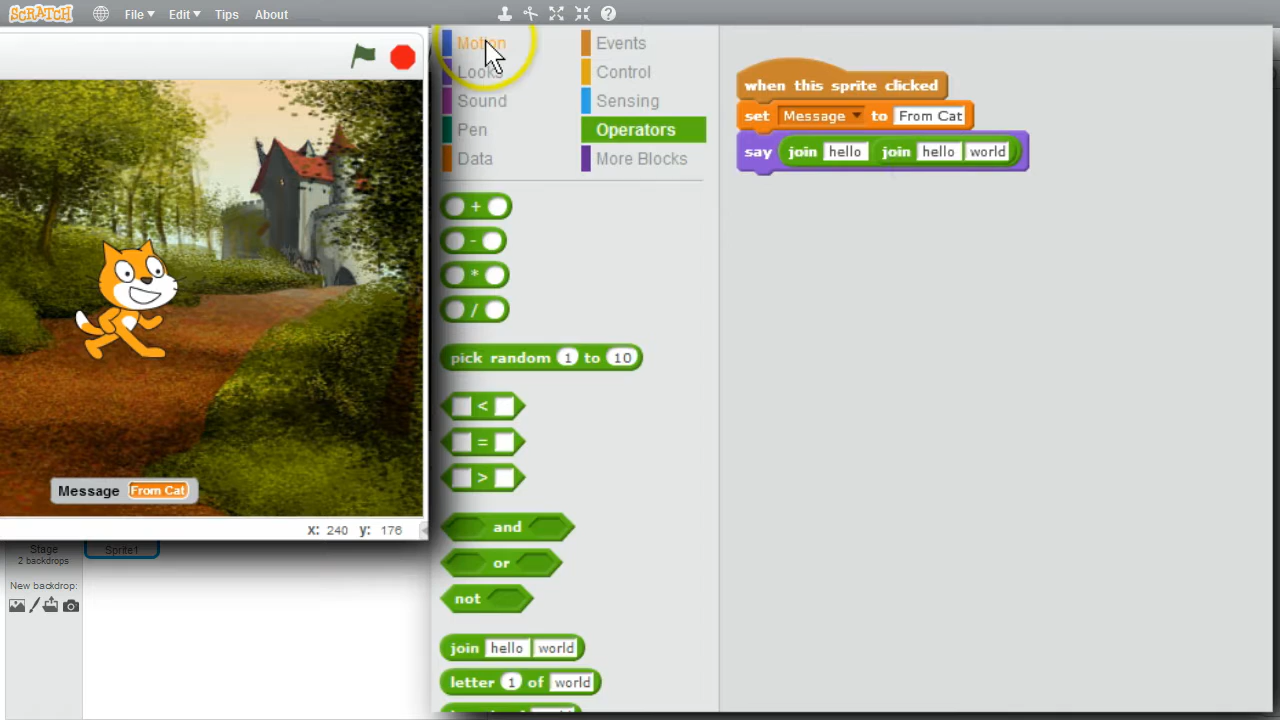 SCRATCH File Edit Tips About
Motion Events
Looks Control
Sound Sensing
Pen Operators
Data More Blocks
+
-
*
/
pick random 1 to 10
<
=
>
and
or
not
join hello world
letter 1 of world
when this sprite clicked
set Message to From Cat
say join hello join hello world
Message From Cat
x: 240 y: 176
Stage
2 backdrops
Sprite1
New backdrop: